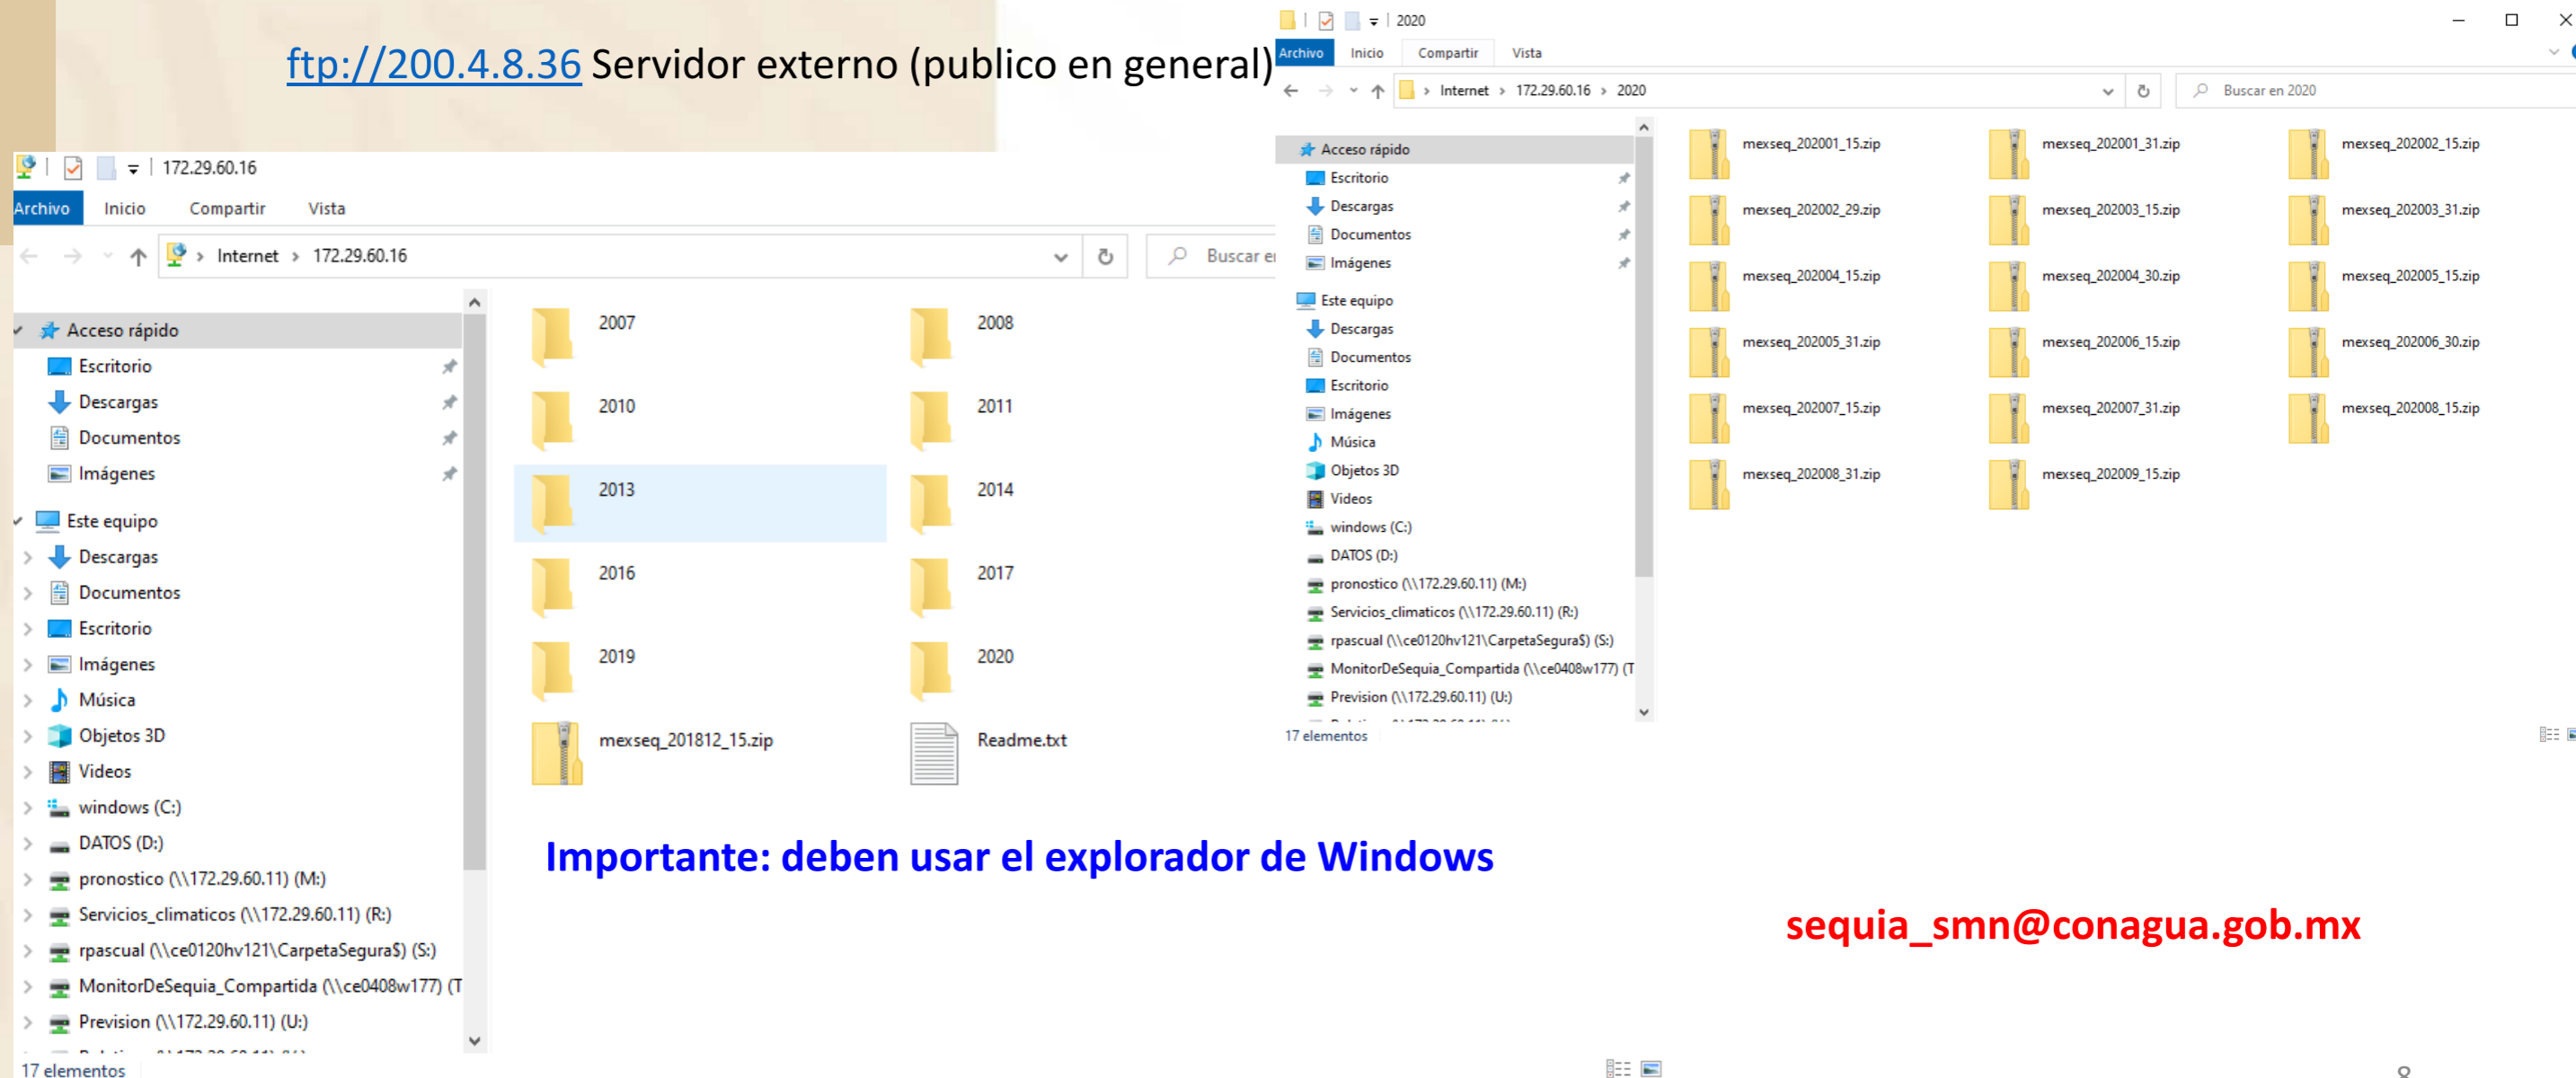 ftp://200.4.8.36 Servidor externo (publico en general)
172.29.60.16
Archivo Inicio Compartir Vista
Internet > 172.29.60.16
Buscar
Acceso rápido
Escritorio
Descargas
Documentos
Imágenes
Este equipo
Descargas
Documentos
Escritorio
Imágenes
Música
Objetos 3D
Videos
windows (C:)
DATOS (D:)
pronostico (\\172.29.60.11) (M:)
Servicios_climaticos (\\172.29.60.11) (R:)
rpascual (\\ce0120hv121\CarpetaSegura$) (S:)
MonitorDeSequia_Compartida (\\ce0408w177) (T
Prevision (\\172.29.60.11) (U:)
17 elementos
2007 2008
2010 2011
2013 2014
2016 2017
2019 2020
mexseq_201812_15.zip Readme.txt
2020
Archivo Inicio Compartir Vista
Internet > 172.29.60.16 > 2020
Buscar en 2020
Acceso rápido
Escritorio
Descargas
Documentos
Imágenes
Este equipo
Descargas
Documentos
Escritorio
Imágenes
Música
Objetos 3D
Videos
windows (C:)
DATOS (D:)
pronostico (\\172.29.60.11) (M:)
Servicios_climaticos (\\172.29.60.11) (R:)
rpascual (\\ce0120hv121\CarpetaSegura$) (S:)
MonitorDeSequia_Compartida (\\ce0408w177) (T
Prevision (\\172.29.60.11) (U:)
17 elementos
mexseq_202001_15.zip mexseq_202001_31.zip mexseq_202002_15.zip
mexseq_202002_29.zip mexseq_202003_15.zip mexseq_202003_31.zip
mexseq_202004_15.zip mexseq_202004_30.zip mexseq_202005_15.zip
mexseq_202005_31.zip mexseq_202006_15.zip mexseq_202006_30.zip
mexseq_202007_15.zip mexseq_202007_31.zip mexseq_202008_15.zip
mexseq_202008_31.zip mexseq_202009_15.zip
Importante: deben usar el explorador de Windows
sequia_smn@conagua.gob.mx